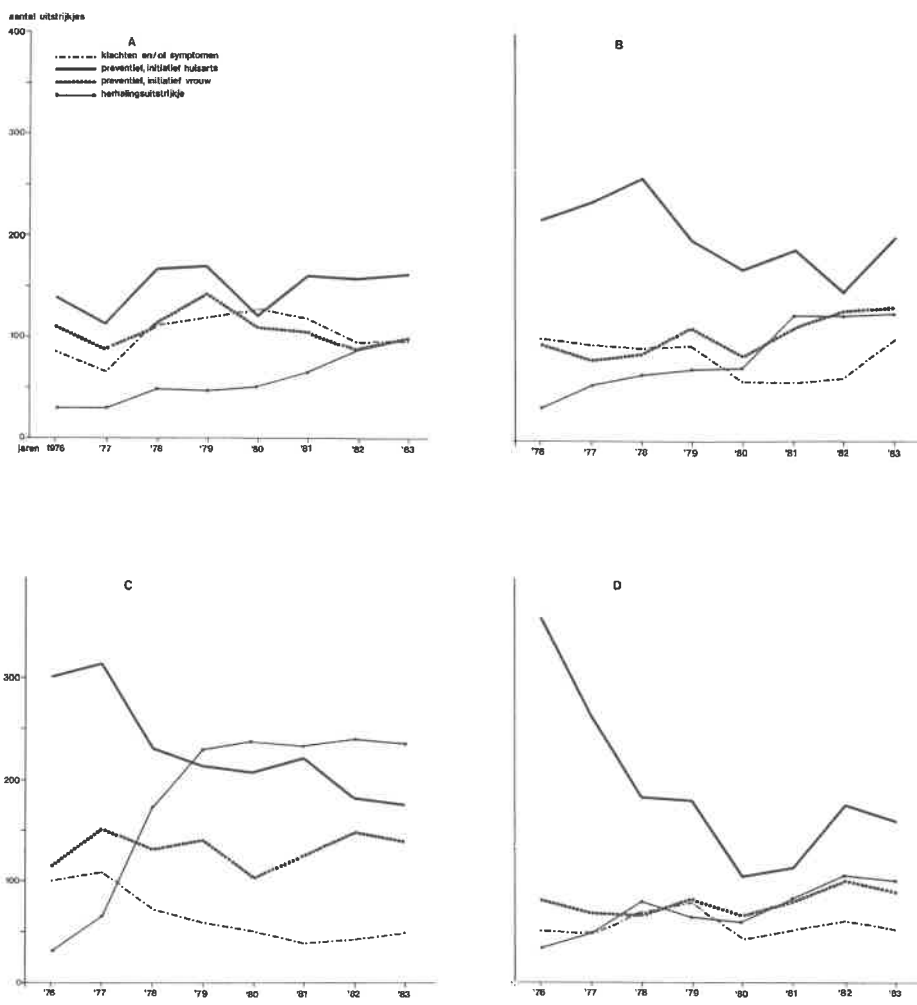 aantal uitstrijkjes
400
A
klachten en/of symptomen
preventief, initiatief huisarts
preventief, initiatief vrouw
herhalingsuitstrijkje
300
200
100
0
jaren 1976 '77 '78 '79 '80 '81 '82 '83
B
'76 '77 '78 '79 '80 '81 '82 '83
C
300
200
100
0
'76 '77 '78 '79 '80 '81 '82 '83
D
'76 '77 '78 '79 '80 '81 '82 '83